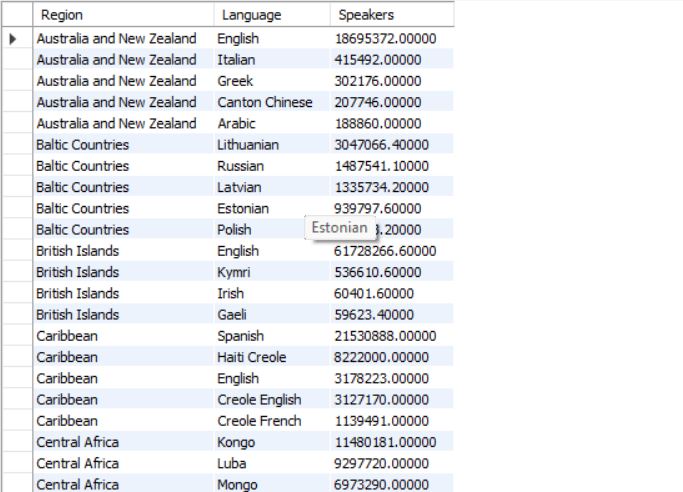 Region Language Speakers
Australia and New Zealand English 18695372.00000
Australia and New Zealand Italian 415492.00000
Australia and New Zealand Greek 302176.00000
Australia and New Zealand Canton Chinese 207746.00000
Australia and New Zealand Arabic 188860.00000
Baltic Countries Lithuanian 3047066.40000
Baltic Countries Russian 1487541.10000
Baltic Countries Latvian 1335734.20000
Baltic Countries Estonian 939797.60000
Baltic Countries Polish .20000
Estonian
British Islands English 61728266.60000
British Islands Kymri 536610.60000
British Islands Irish 60401.60000
British Islands Gaeli 59623.40000
Caribbean Spanish 21530888.00000
Caribbean Haiti Creole 8222000.00000
Caribbean English 3178223.00000
Caribbean Creole English 3127170.00000
Caribbean Creole French 1139491.00000
Central Africa Kongo 11480181.00000
Central Africa Luba 9297720.00000
Central Africa Mongo 6973290.00000